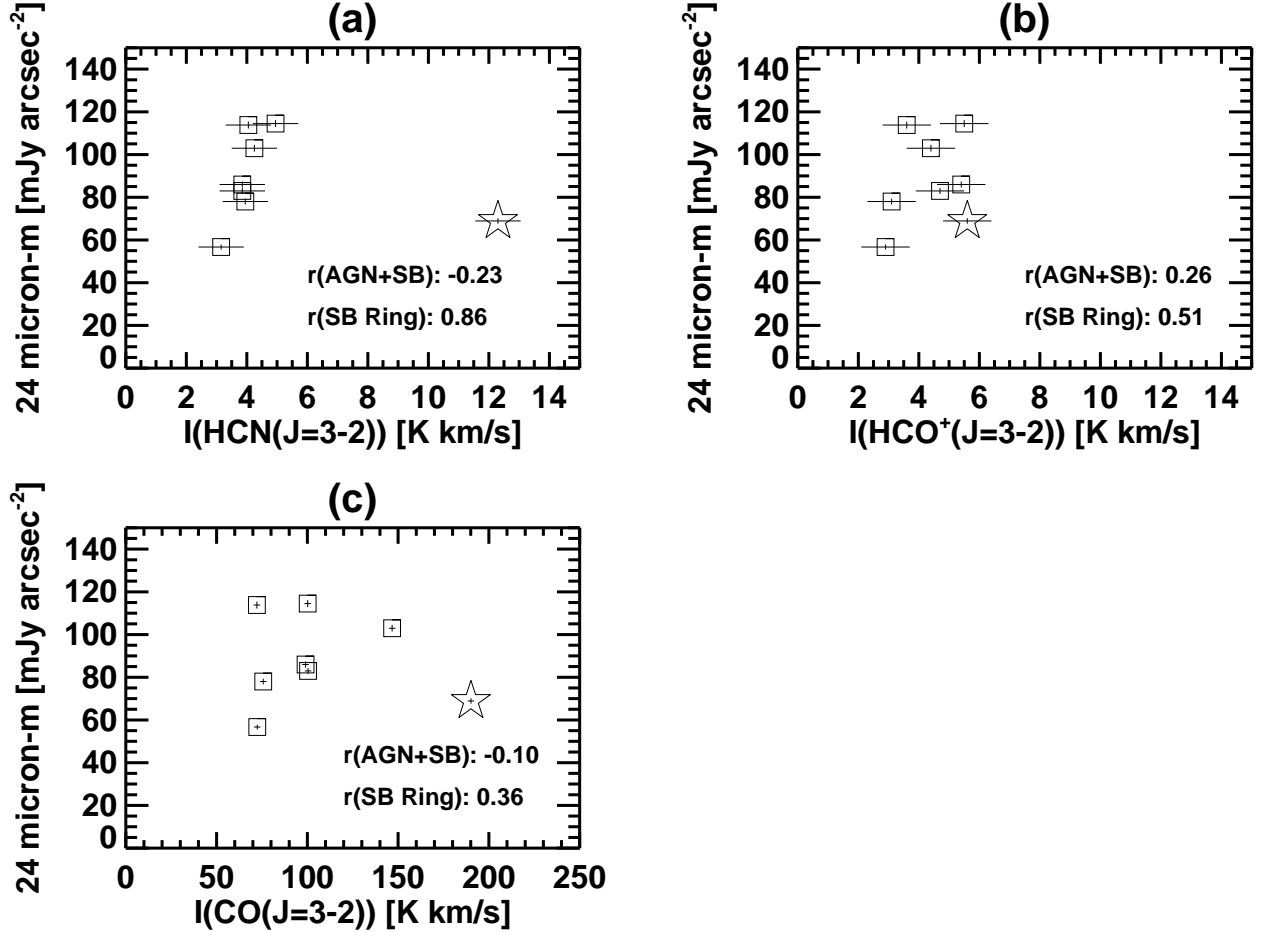 (a)
24 micron-m [mJy arcsec-2]
140
120
100
80
60
40
20
0
r(AGN+SB): -0.23
r(SB Ring): 0.86
0 2 4 6 8 10 12 14
I(HCN(J=3-2)) [K km/s]
(b)
24 micron-m [mJy arcsec-2]
140
120
100
80
60
40
20
0
r(AGN+SB): 0.26
r(SB Ring): 0.51
0 2 4 6 8 10 12 14
I(HCO+(J=3-2)) [K km/s]
(c)
24 micron-m [mJy arcsec-2]
140
120
100
80
60
40
20
0
r(AGN+SB): -0.10
r(SB Ring): 0.36
0 50 100 150 200 250
I(CO(J=3-2)) [K km/s]